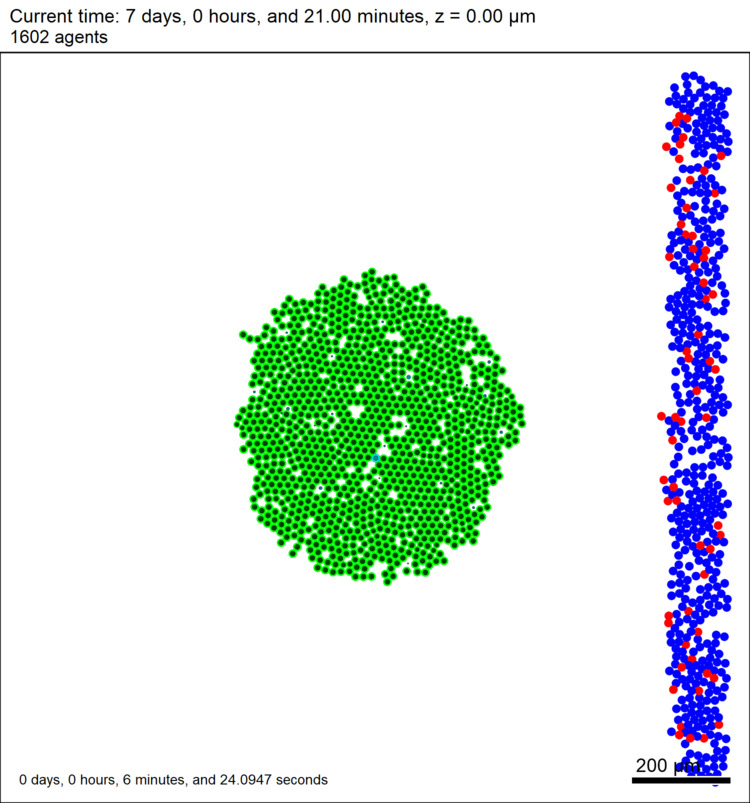 Current time: 7 days, 0 hours, and 21.00 minutes, z = 0.00 μm
1602 agents
200 μm
0 days, 0 hours, 6 minutes, and 24.0947 seconds